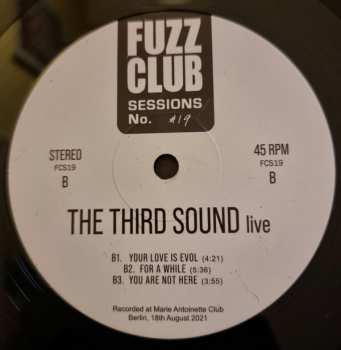 FUZZ
CLUB
SESSIONS
No. #19
STEREO
FCS19
B
45 RPM
FCS19
B
THE THIRD SOUND live
B1. YOUR LOVE IS EVOL (4:21)
B2. FOR A WHILE (5:36)
B3. YOU ARE NOT HERE (3:55)
Recorded at Marie Antoinette Club
Berlin, 18th August 2021